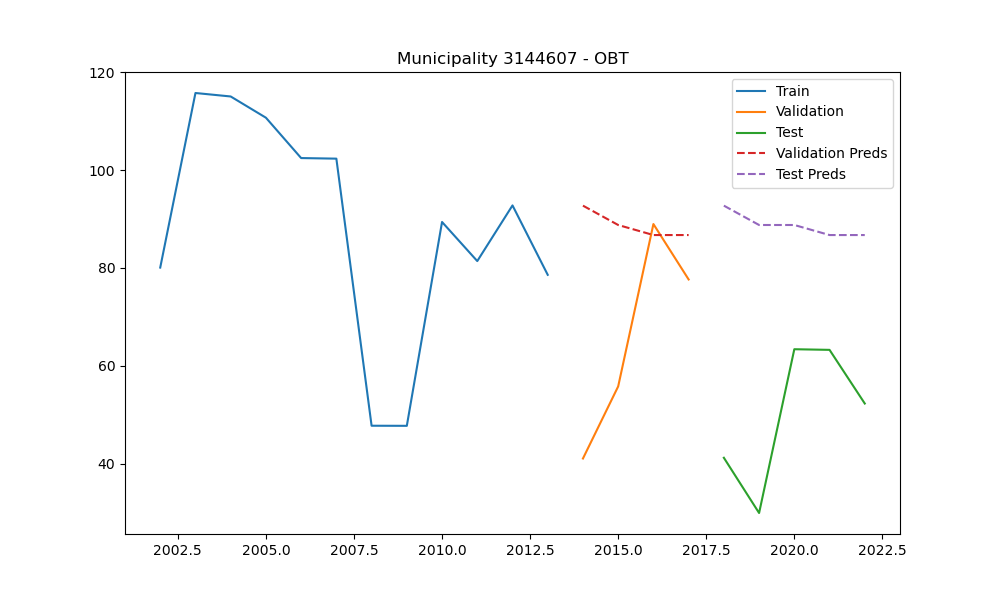 Municipality 3144607 - OBT
120
100
80
60
40
2002.5 2005.0 2007.5 2010.0 2012.5 2015.0 2017.5 2020.0 2022.5
Train
Validation
Test
Validation Preds
Test Preds